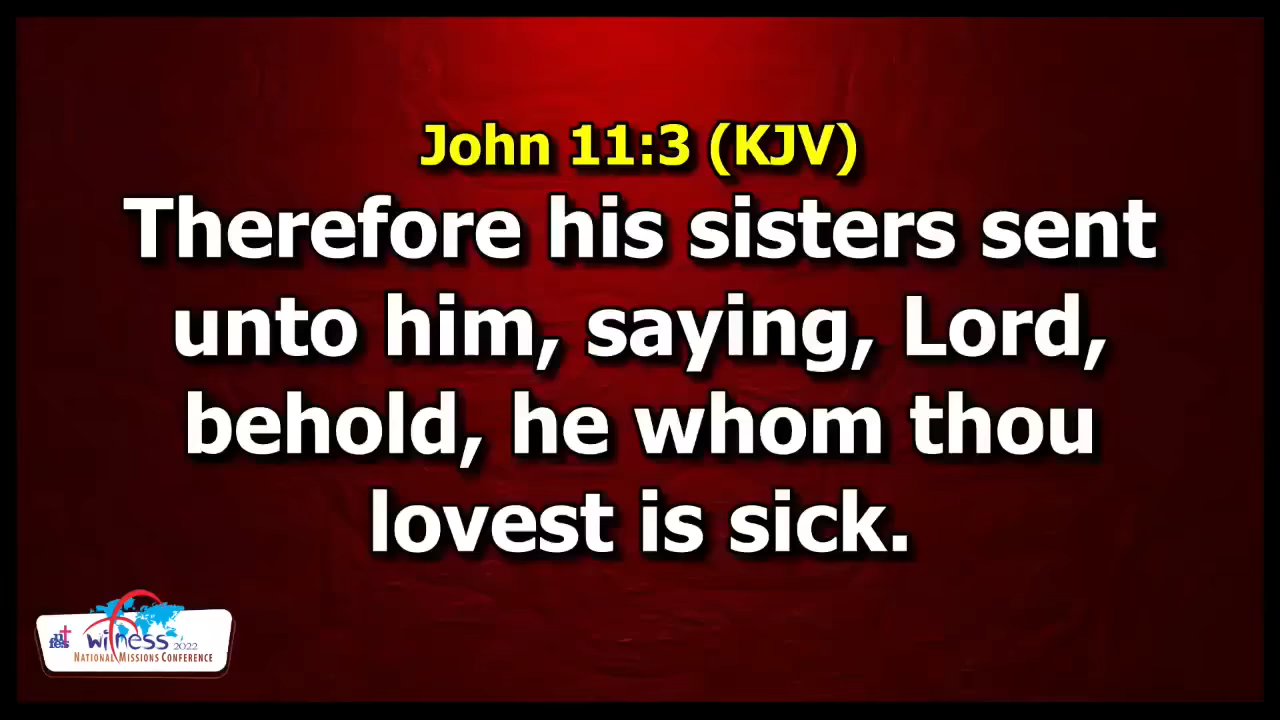 John 11:3 (KJV)
Therefore his sisters sent
unto him, saying, Lord,
behold, he whom thou
lovest is sick.
witness 2022
NATIONAL MISSIONS CONFERENCE